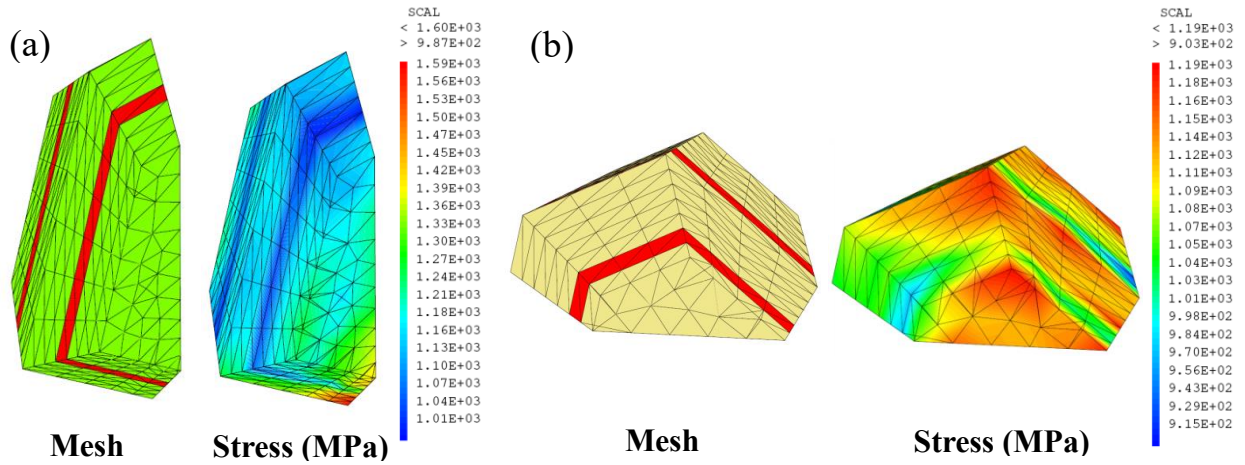 (a)
SCAL
< 1.60E+03
> 9.87E+02
1.59E+03
1.56E+03
1.53E+03
1.50E+03
1.47E+03
1.44E+03
1.42E+03
1.39E+03
1.36E+03
1.33E+03
1.30E+03
1.27E+03
1.24E+03
1.21E+03
1.18E+03
1.15E+03
1.13E+03
1.10E+03
1.07E+03
1.04E+03
1.01E+03
Mesh
Stress (MPa)
(b)
SCAL
< 1.19E+03
> 9.03E+02
1.19E+03
1.18E+03
1.16E+03
1.15E+03
1.13E+03
1.12E+03
1.11E+03
1.09E+03
1.08E+03
1.07E+03
1.05E+03
1.04E+03
1.03E+03
1.01E+03
9.98E+02
9.84E+02
9.70E+02
9.56E+02
9.43E+02
9.29E+02
9.15E+02
Mesh
Stress (MPa)